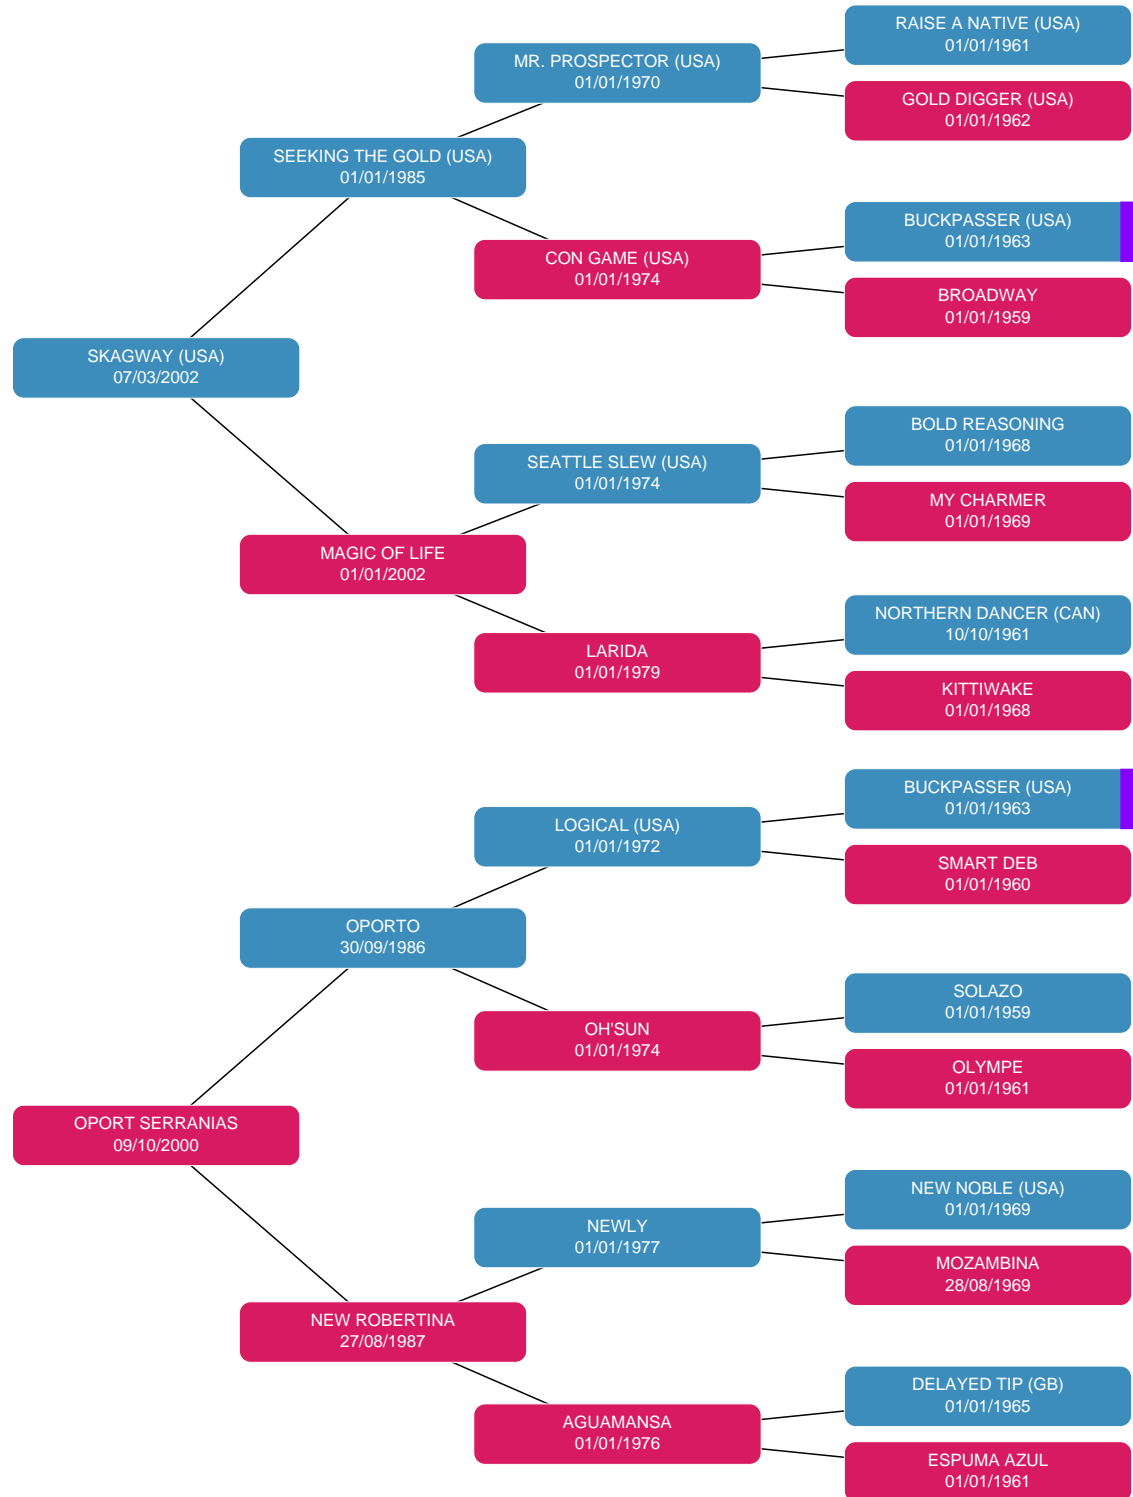 RAISE A NATIVE (USA)
01/01/1961
MR. PROSPECTOR (USA)
01/01/1970
GOLD DIGGER (USA)
01/01/1962
SEEKING THE GOLD (USA)
01/01/1985
BUCKPASSER (USA)
01/01/1963
CON GAME (USA)
01/01/1974
BROADWAY
01/01/1959
SKAGWAY (USA)
07/03/2002
BOLD REASONING
01/01/1968
SEATTLE SLEW (USA)
01/01/1974
MY CHARMER
01/01/1969
MAGIC OF LIFE
01/01/2002
NORTHERN DANCER (CAN)
10/10/1961
LARIDA
01/01/1979
KITTIWAKE
01/01/1968
BUCKPASSER (USA)
01/01/1963
LOGICAL (USA)
01/01/1972
SMART DEB
01/01/1960
OPORTO
30/09/1986
SOLAZO
01/01/1959
OH'SUN
01/01/1974
OLYMPE
01/01/1961
OPORT SERRANIAS
09/10/2000
NEW NOBLE (USA)
01/01/1969
NEWLY
01/01/1977
MOZAMBINA
28/08/1969
NEW ROBERTINA
27/08/1987
DELAYED TIP (GB)
01/01/1965
AGUAMANSA
01/01/1976
ESPUMA AZUL
01/01/1961